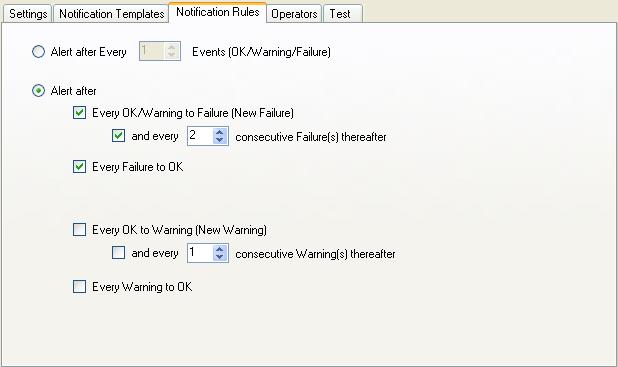 Settings Notification Templates Notification Rules Operators Test
Alert after Every 1 Events (OK/Warning/Failure)
Alert after
Every OK/Warning to Failure (New Failure)
and every 2 consecutive Failure(s) thereafter
Every Failure to OK
Every OK to Warning (New Warning)
and every 1 consecutive Warning(s) thereafter
Every Warning to OK